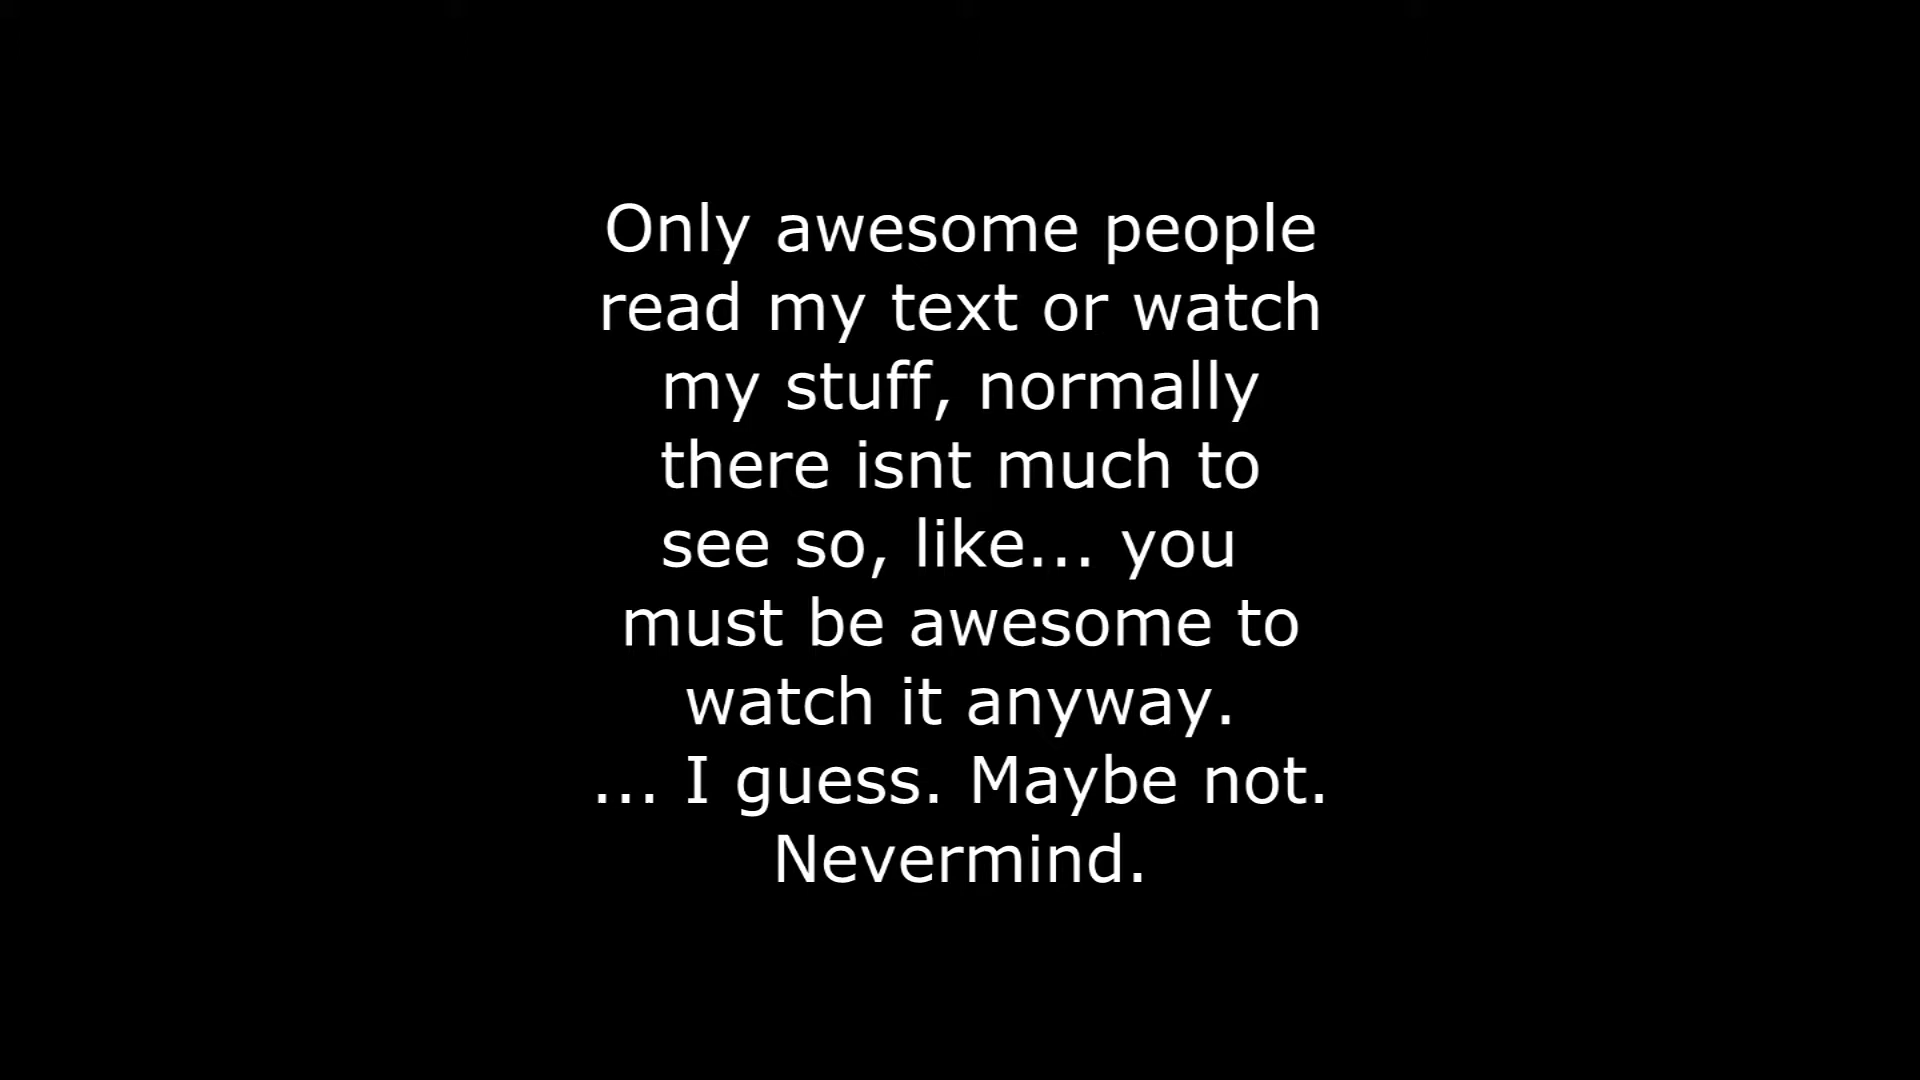 Only awesome people
read my text or watch
my stuff, normally
there isnt much to
see so, like... you
must be awesome to
watch it anyway.
... I guess. Maybe not.
Nevermind.